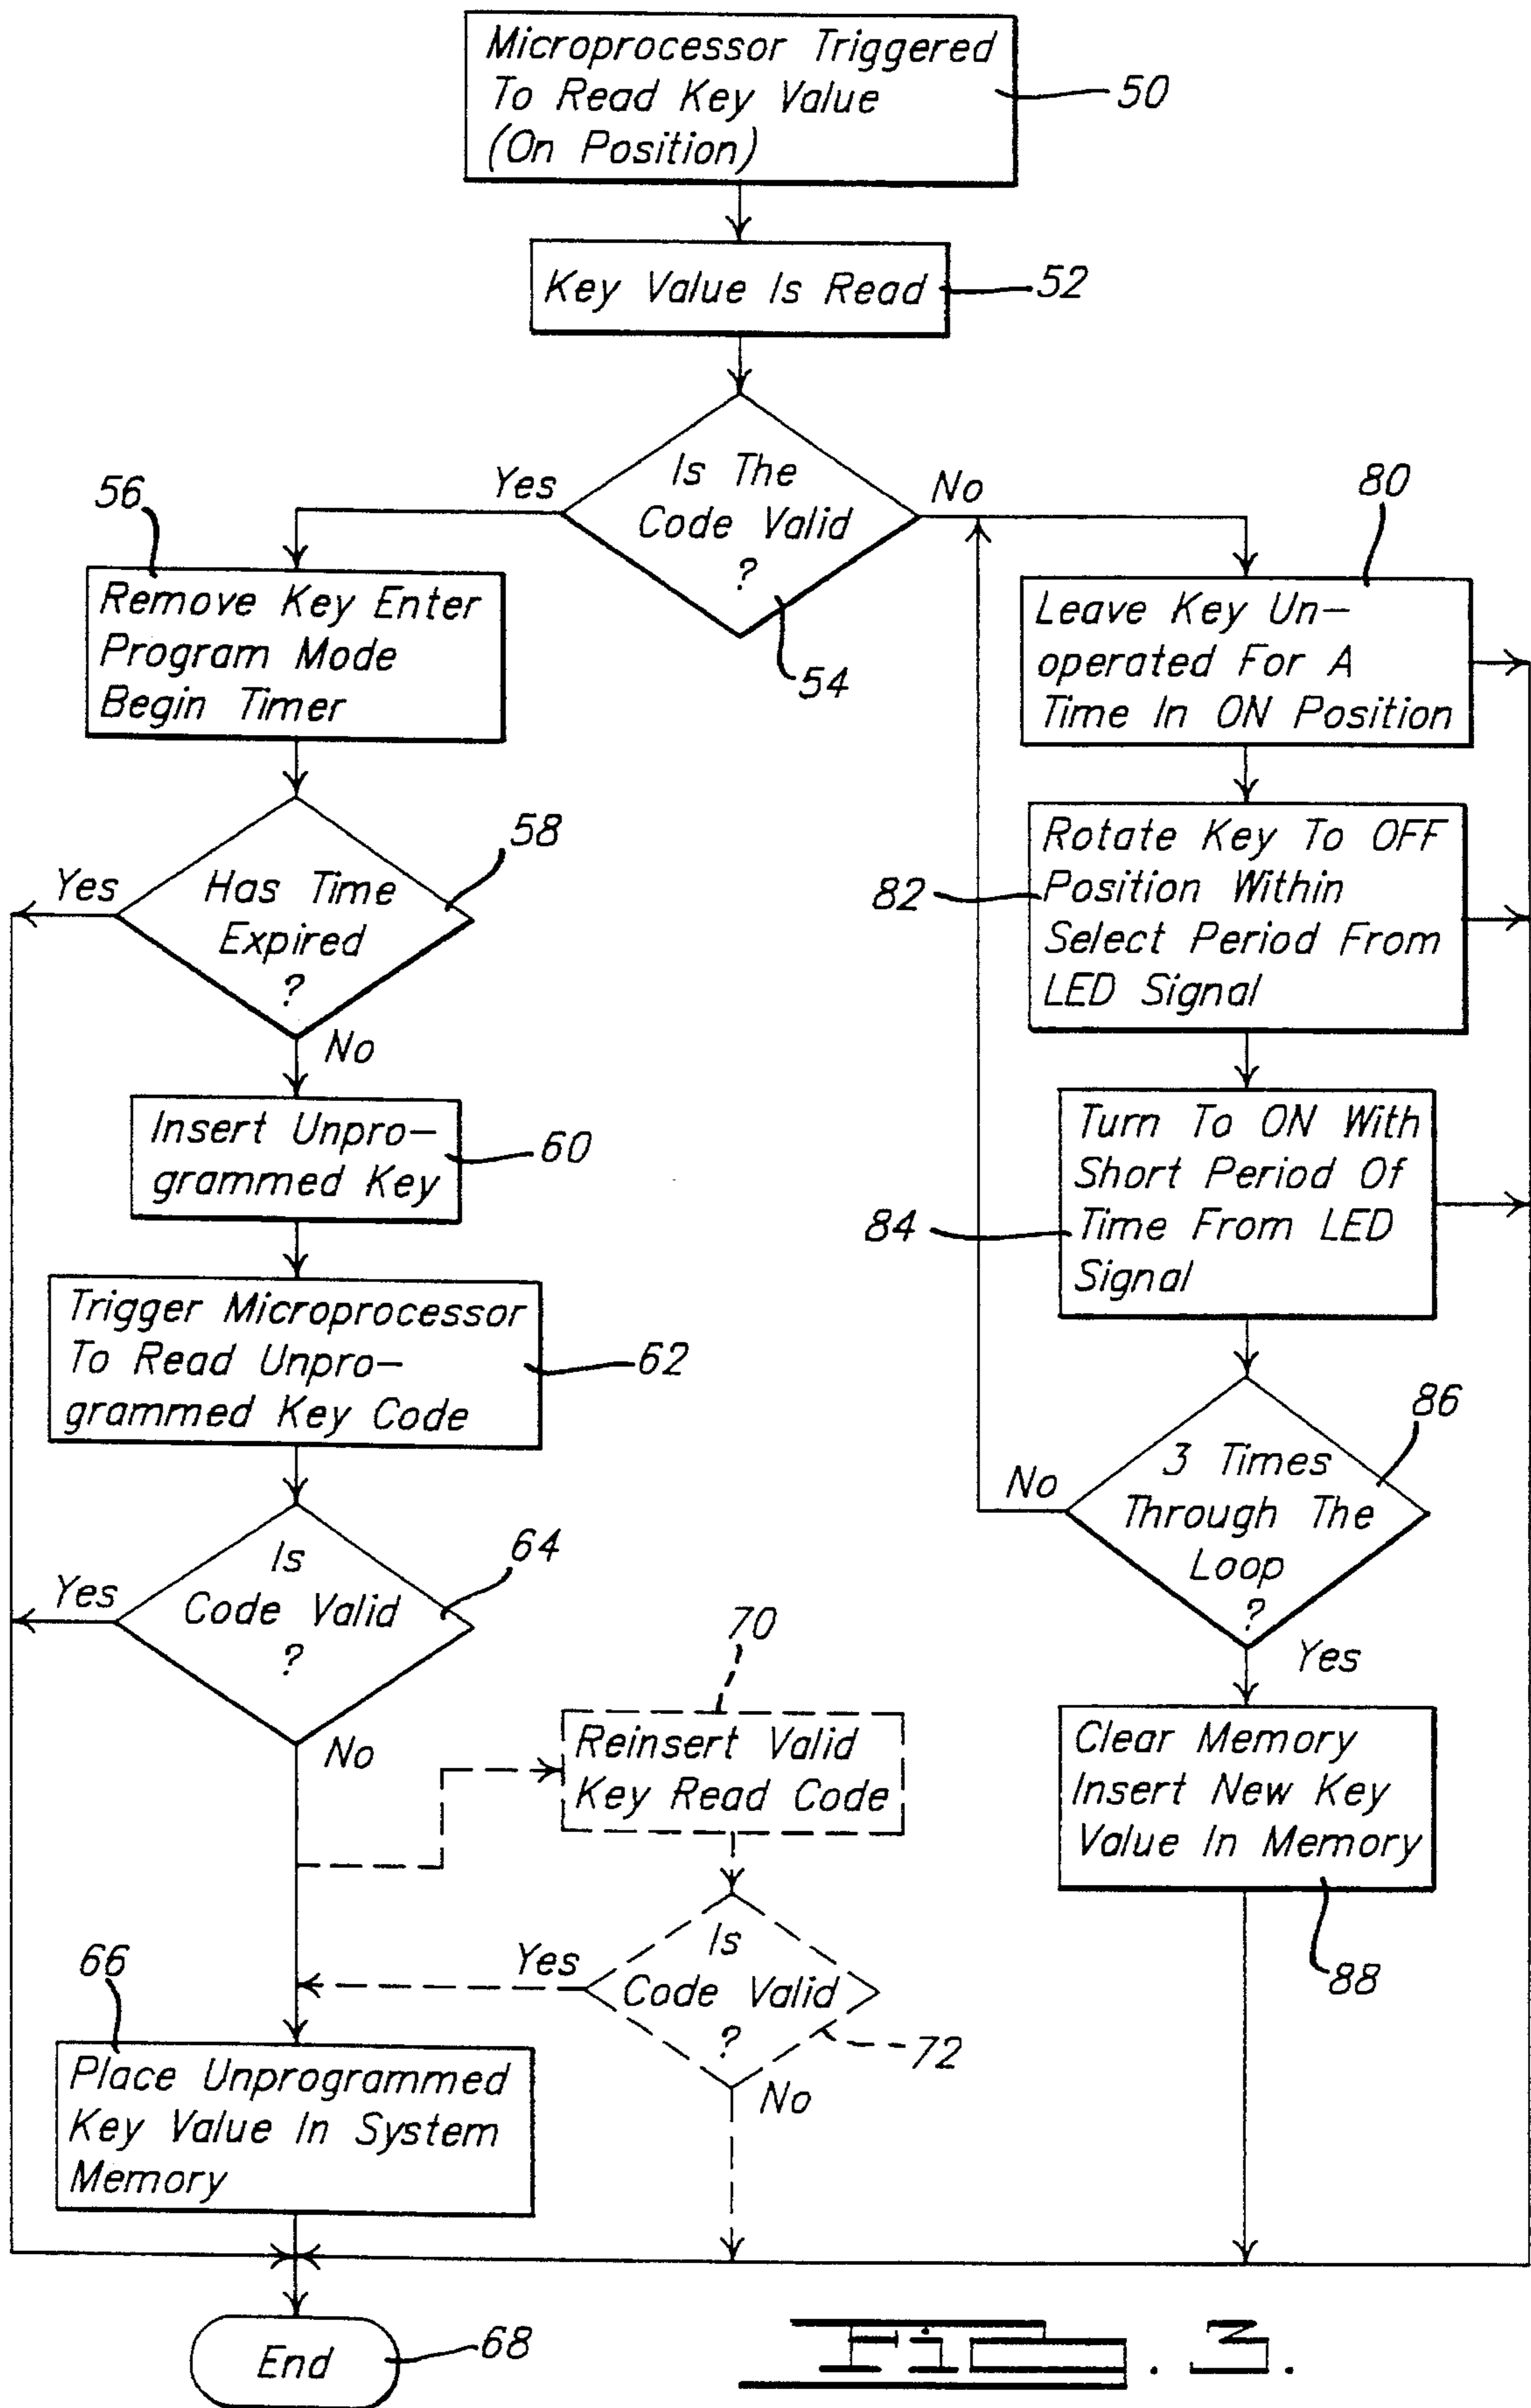 Microprocessor Triggered
To Read Key Value
(On Position)
50
Key Value Is Read
52
Is The
Code Valid
?
54
Yes
No
56
Remove Key Enter
Program Mode
Begin Timer
80
Leave Key Un-
operated For A
Time In ON Position
58
Has Time
Expired
?
Yes
No
82
Rotate Key To OFF
Position Within
Select Period From
LED Signal
Insert Unpro-
grammed Key
60
84
Turn To ON With
Short Period Of
Time From LED
Signal
Trigger Microprocessor
To Read Unpro-
grammed Key Code
62
86
3 Times
Through The
Loop
?
No
Yes
64
Is
Code Valid
?
Yes
No
70
Reinsert Valid
Key Read Code
Clear Memory
Insert New Key
Value In Memory
88
Is
Code Valid
?
72
Yes
No
66
Place Unprogrammed
Key Value In System
Memory
End
68
Fig. 3.